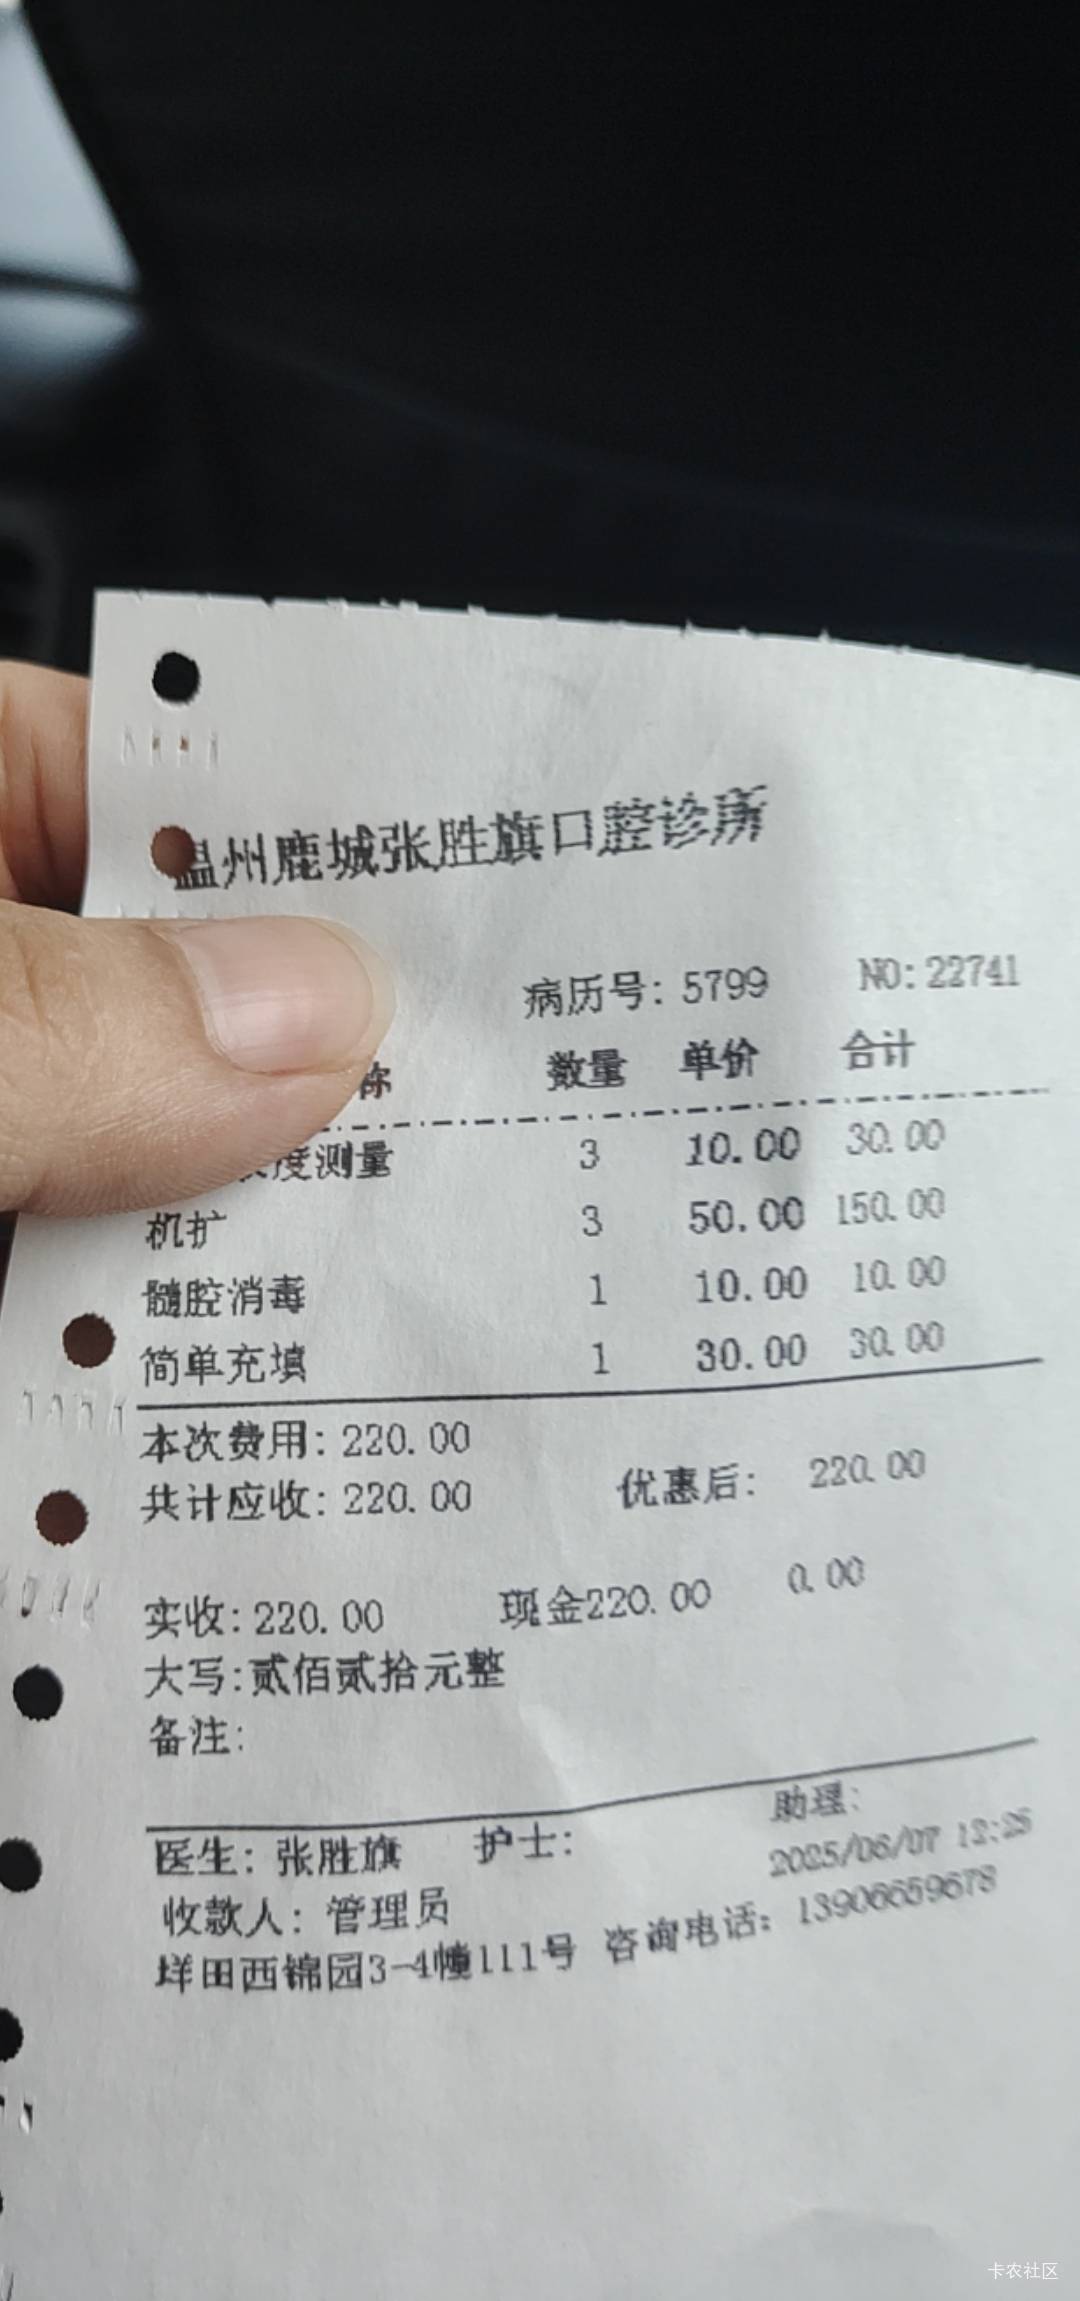 温州鹿城张胜旗口腔诊所
病历号: 5799 NO:22741
称 数量 单价 合计
度测量 3 10.00 30.00
机扩 3 50.00 150.00
髓腔消毒 1 10.00 10.00
简单充填 1 30.00 30.00
本次费用: 220.00
共计应收: 220.00 优惠后: 220.00
实收: 220.00 现金220.00 0.00
大写:贰佰贰拾元整
备注:
助理:
医生: 张胜旗 护士:
2025/06/07 12:25
收款人: 管理员
垟田西锦园3-4幢111号 咨询电话: 13906659678
卡农社区